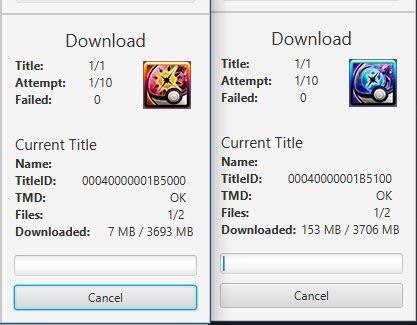 Download
Title: 1/1
Attempt: 1/10
Failed: 0
Current Title
Name:
TitleID: 00040000001B5000
TMD: OK
Files: 1/2
Downloaded: 7 MB / 3693 MB
Cancel
Download
Title: 1/1
Attempt: 1/10
Failed: 0
Current Title
Name:
TitleID: 00040000001B5100
TMD: OK
Files: 1/2
Downloaded: 153 MB / 3706 MB
Cancel